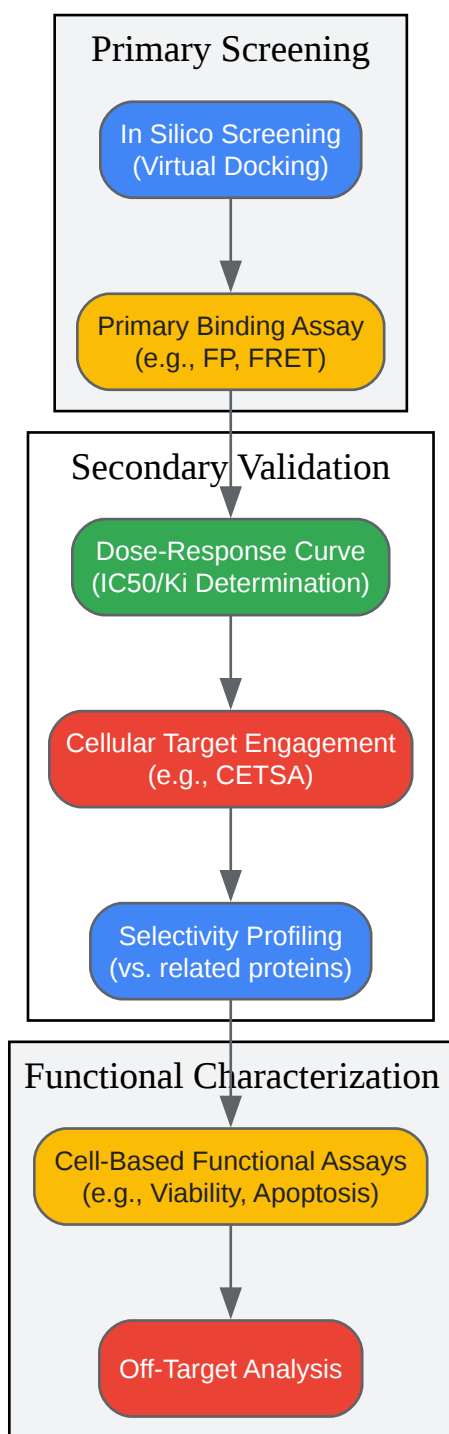 Primary Screening
In Silico Screening
(Virtual Docking)
Primary Binding Assay
(e.g., FP, FRET)
Secondary Validation
Dose-Response Curve
(IC50/Ki Determination)
Cellular Target Engagement
(e.g., CETSA)
Selectivity Profiling
(vs. related proteins)
Functional Characterization
Cell-Based Functional Assays
(e.g., Viability, Apoptosis)
Off-Target Analysis